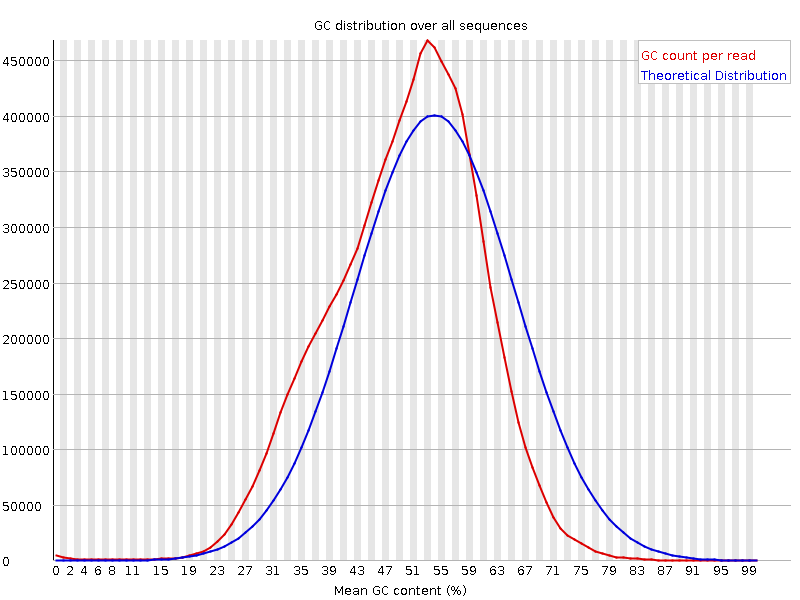 GC distribution over all sequences
GC count per read
Theoretical Distribution
450000
400000
350000
300000
250000
200000
150000
100000
50000
0
0 2 4 6 8 11 15 19 23 27 31 35 39 43 47 51 55 59 63 67 71 75 79 83 87 91 95 99
Mean GC content (%)